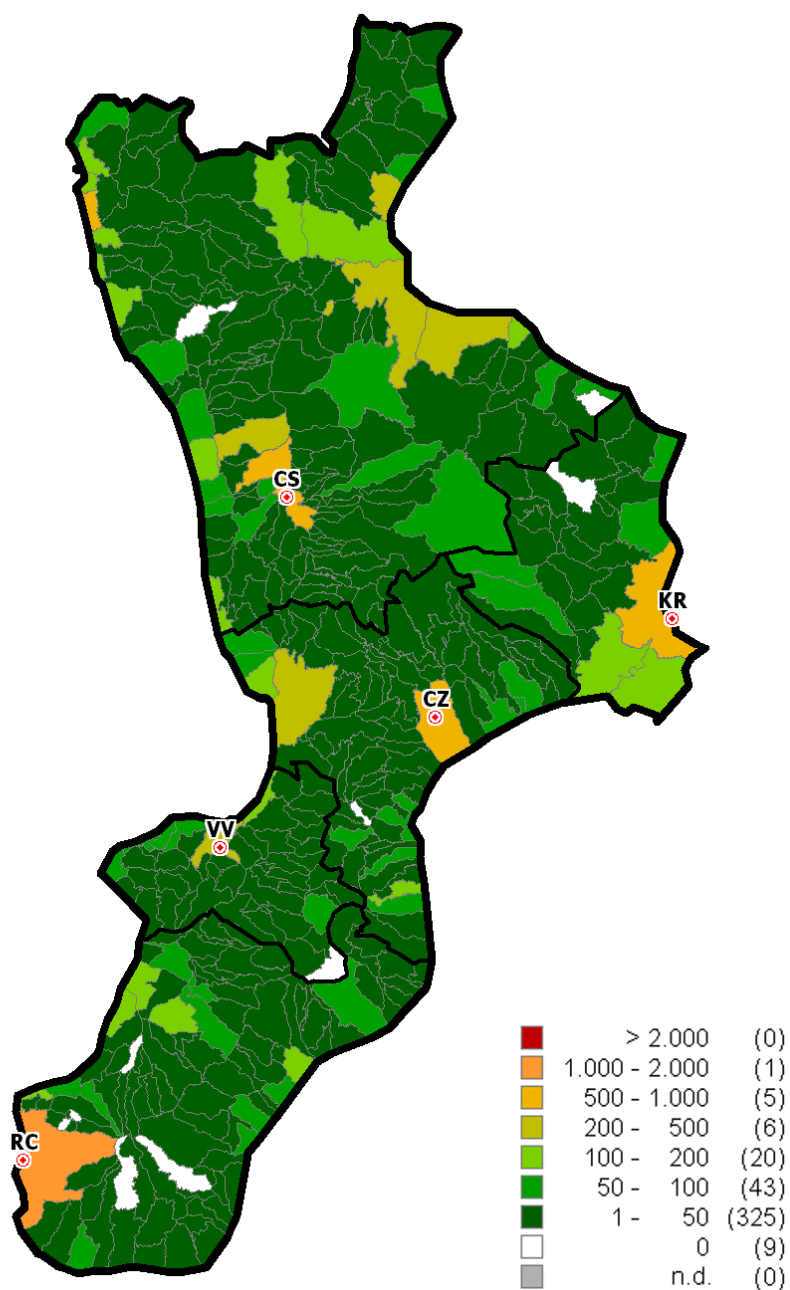 CS
KR
CZ
VV
RC
> 2.000 (0)
1.000 - 2.000 (1)
500 - 1.000 (5)
200 - 500 (6)
100 - 200 (20)
50 - 100 (43)
1 - 50 (325)
0 (9)
n.d. (0)